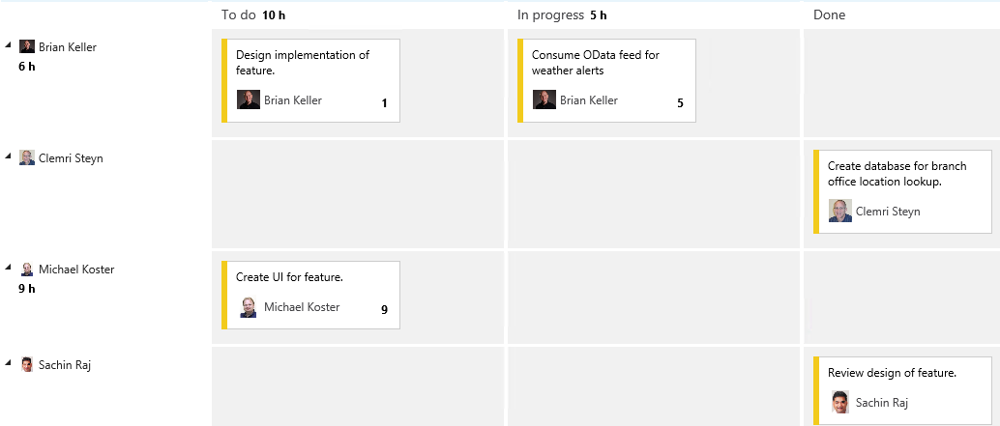 To do 10 h
In progress 5 h
Done
Brian Keller
6 h
Design implementation of
feature.
Brian Keller
1
Consume OData feed for
weather alerts
Brian Keller
5
Clemri Steyn
Create database for branch
office location lookup.
Clemri Steyn
Michael Koster
9 h
Create UI for feature.
Michael Koster
9
Sachin Raj
Review design of feature.
Sachin Raj